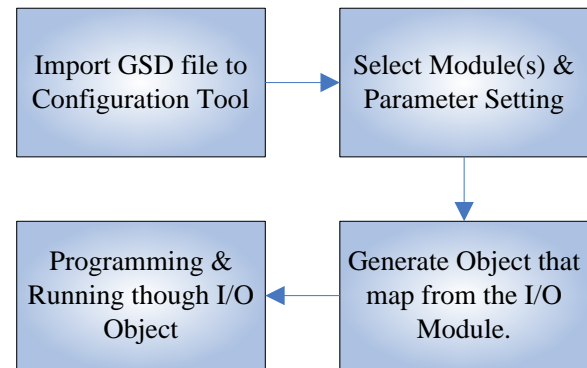 Import GSD file to
Configuration Tool
Select Module(s) &
Parameter Setting
Generate Object that
map from the I/O
Module.
Programming &
Running though I/O
Object